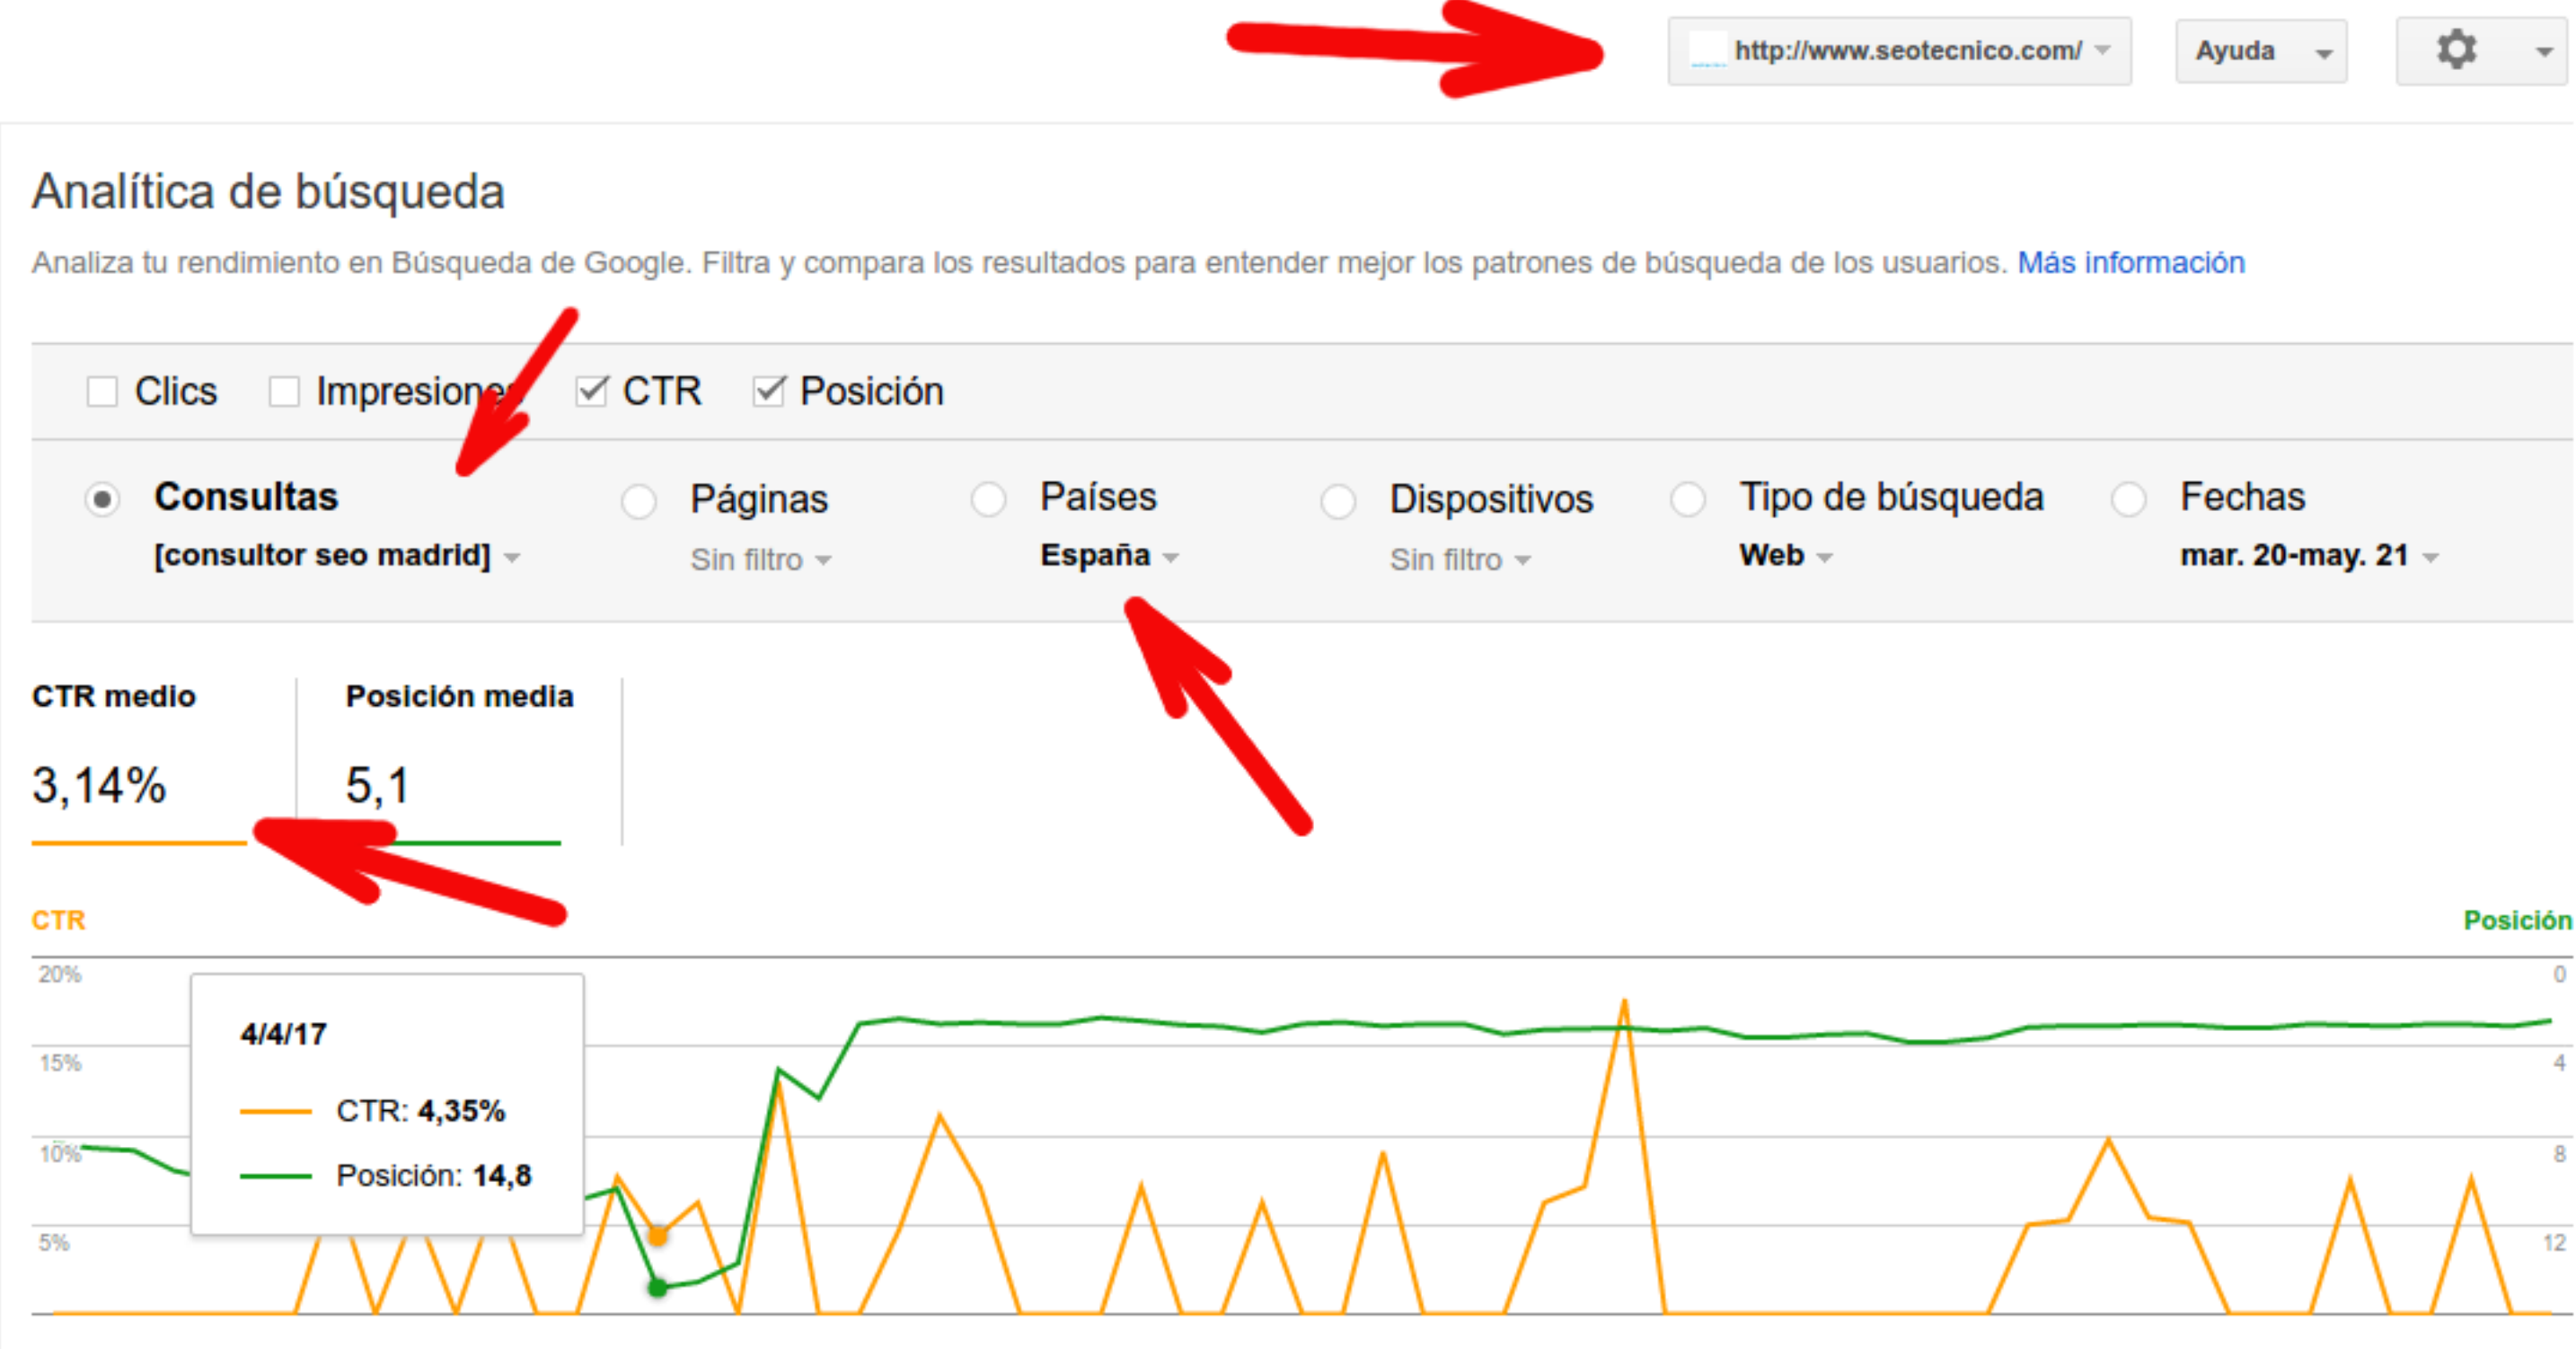 http://www.seotecnico.com/ Ayuda
Analítica de búsqueda
Analiza tu rendimiento en Búsqueda de Google. Filtra y compara los resultados para entender mejor los patrones de búsqueda de los usuarios. Más información
Clics Impresiones CTR Posición
Consultas Páginas Países Dispositivos Tipo de búsqueda Fechas
[consultor seo madrid] Sin filtro España Sin filtro Web mar. 20-may. 21
CTR medio Posición media
3,14% 5,1
CTR Posición
20% 0
4/4/17
15% 4
CTR: 4,35%
10% 8
Posición: 14,8
5% 12